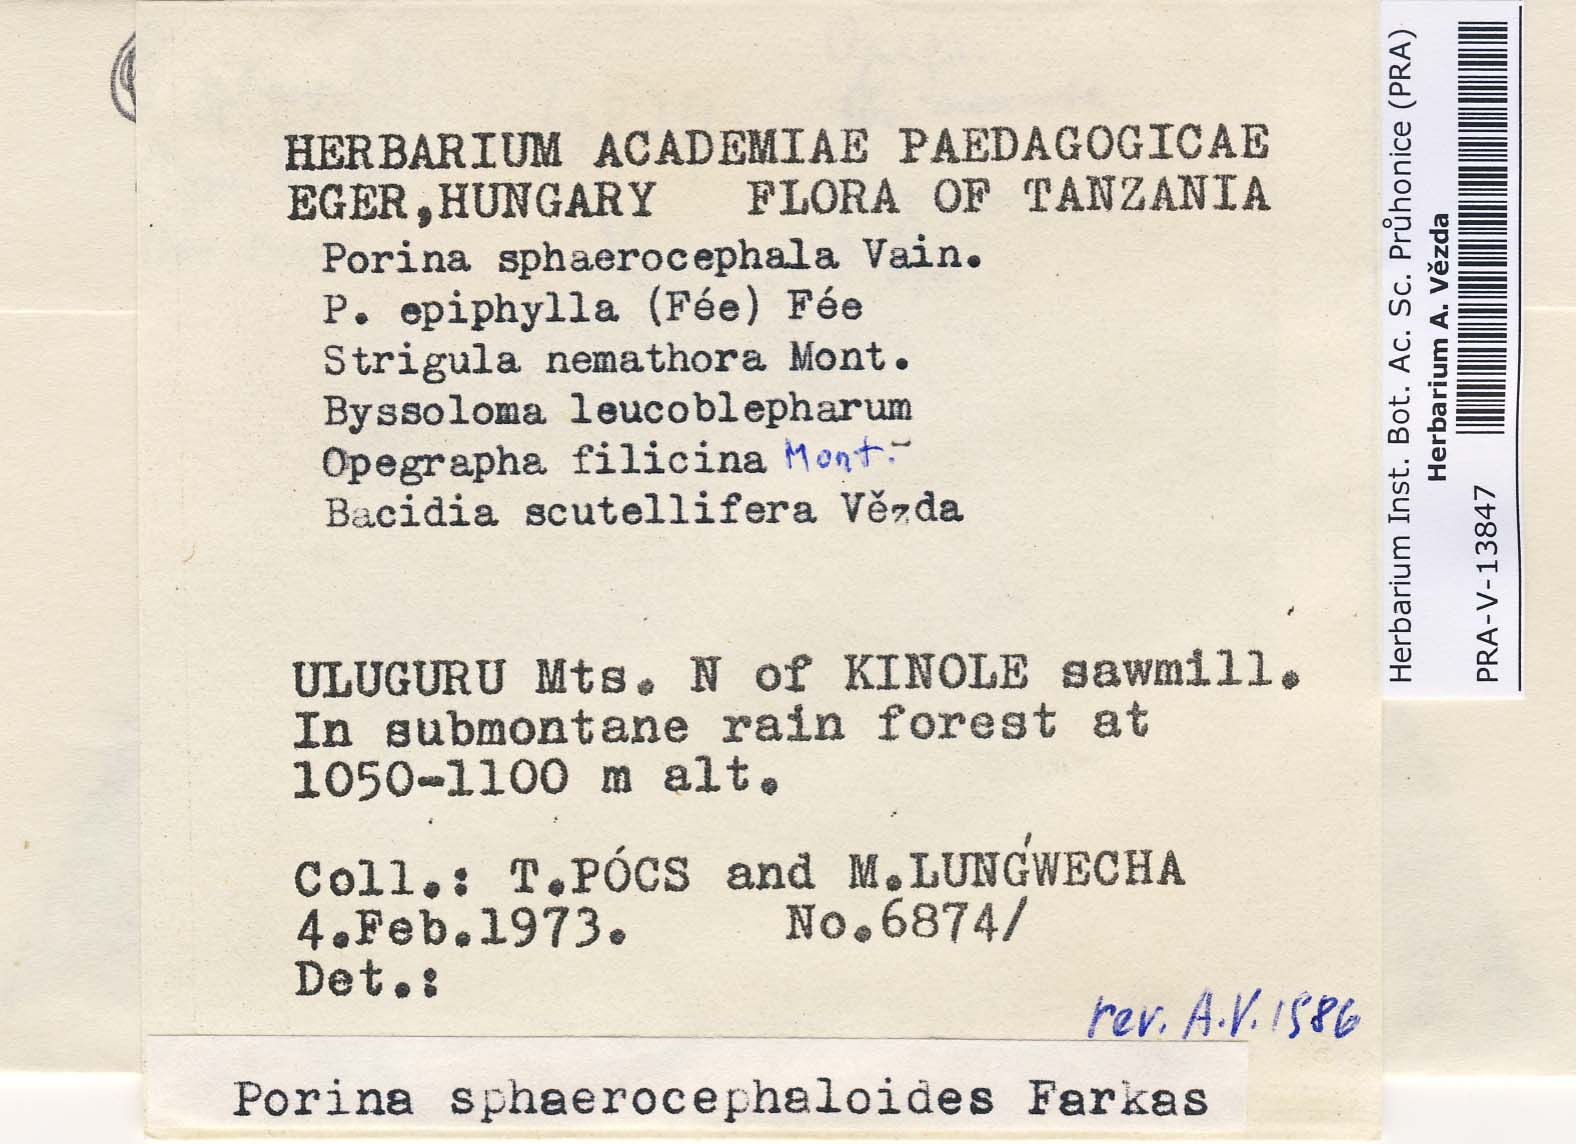 HERBARIUM ACADEMIAE PAEDAGOGICAE
EGER,HUNGARY FLORA OF TANZANIA
Porina sphaerocephala Vain.
P. epiphylla (Fée) Fée
Strigula nemathora Mont.
Byssoloma leucoblepharum
Opegrapha filicina Mont.
Bacidia scutellifera Vězda
ULUGURU Mts. N of KINOLE sawmill.
In submontane rain forest at
1050-1100 m alt.
Coll.: T.PÓCS and M.LUNGẂECHA
4.Feb.1973. No.6874/
Det.:
rev. A.V. 1986
Porina sphaerocephaloides Farkas
Herbarium Inst. Bot. Ac. Sc. Průhonice (PRA)
Herbarium A. Vězda
PRA-V-13847